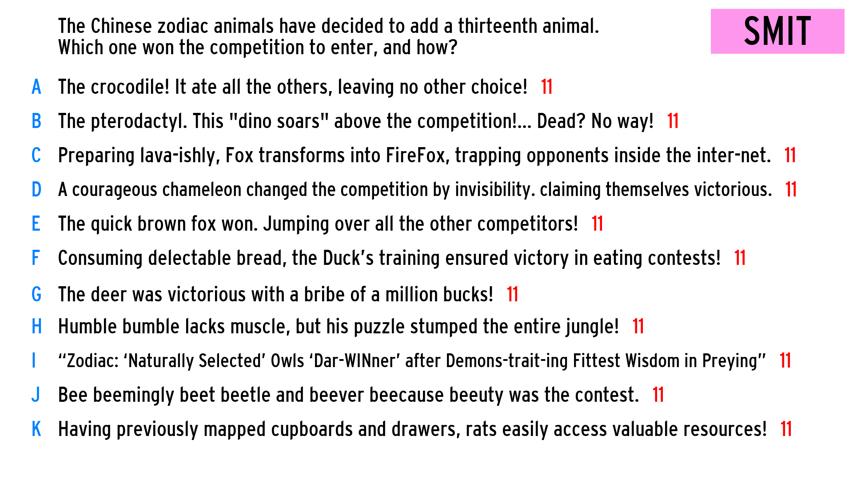 The Chinese zodiac animals have decided to add a thirteenth animal.
Which one won the competition to enter, and how?
SMIT
A The crocodile! It ate all the others, leaving no other choice! 11
B The pterodactyl. This "dino soars" above the competition!... Dead? No way! 11
C Preparing lava-ishly, Fox transforms into FireFox, trapping opponents inside the inter-net. 11
D A courageous chameleon changed the competition by invisibility. claiming themselves victorious. 11
E The quick brown fox won. Jumping over all the other competitors! 11
F Consuming delectable bread, the Duck's training ensured victory in eating contests! 11
G The deer was victorious with a bribe of a million bucks! 11
H Humble bumble lacks muscle, but his puzzle stumped the entire jungle! 11
I “Zodiac: ‘Naturally Selected’ Owls ‘Dar-WINner’ after Demons-trait-ing Fittest Wisdom in Preying” 11
J Bee beemingly beet beetle and beever beecause beeuty was the contest. 11
K Having previously mapped cupboards and drawers, rats easily access valuable resources! 11